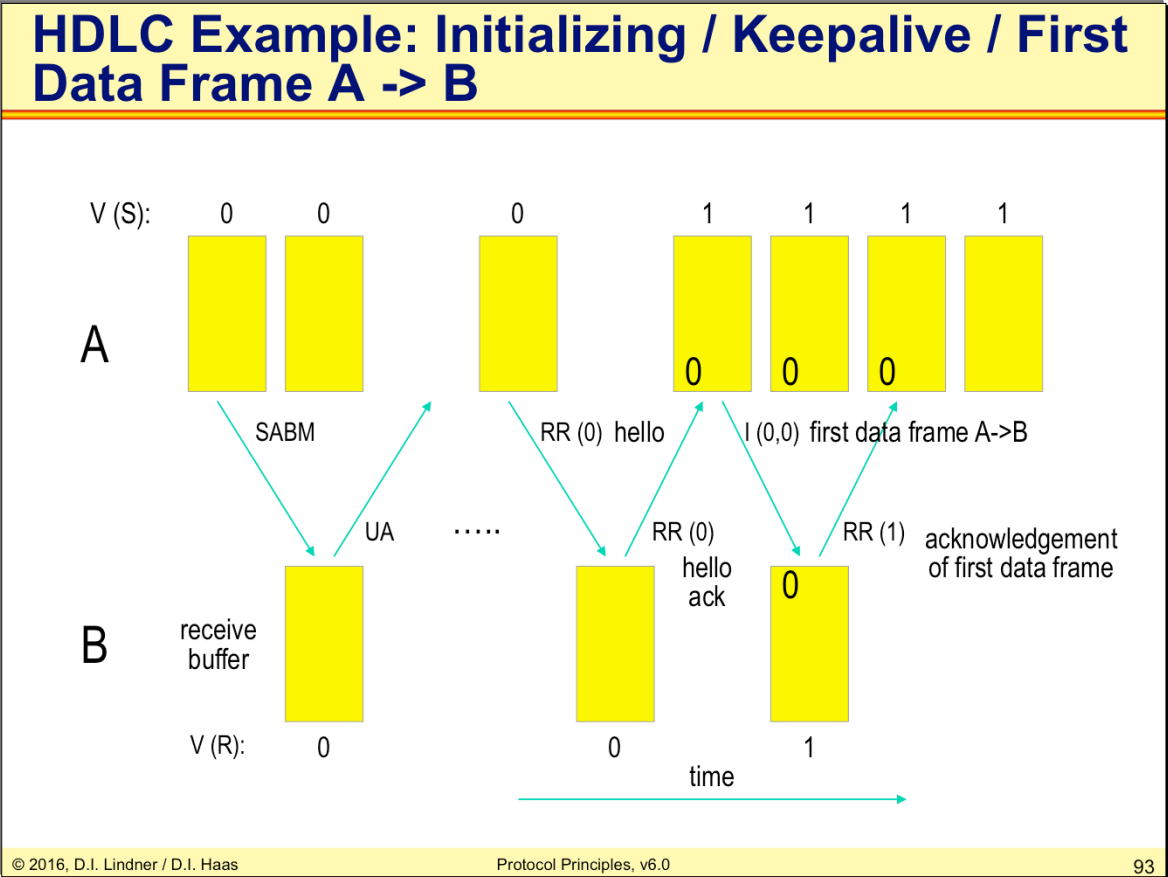 HDLC Example: Initializing / Keepalive / First
Data Frame A -> B
V (S): 0 0 0 1 1 1 1
A
0 0 0
SABM
RR (0) hello
I (0,0) first data frame A->B
UA
.....
RR (0)
hello
ack
RR (1)
acknowledgement
of first data frame
0
B
receive
buffer
V (R): 0 0 1
time
© 2016, D.I. Lindner / D.I. Haas
Protocol Principles, v6.0
93